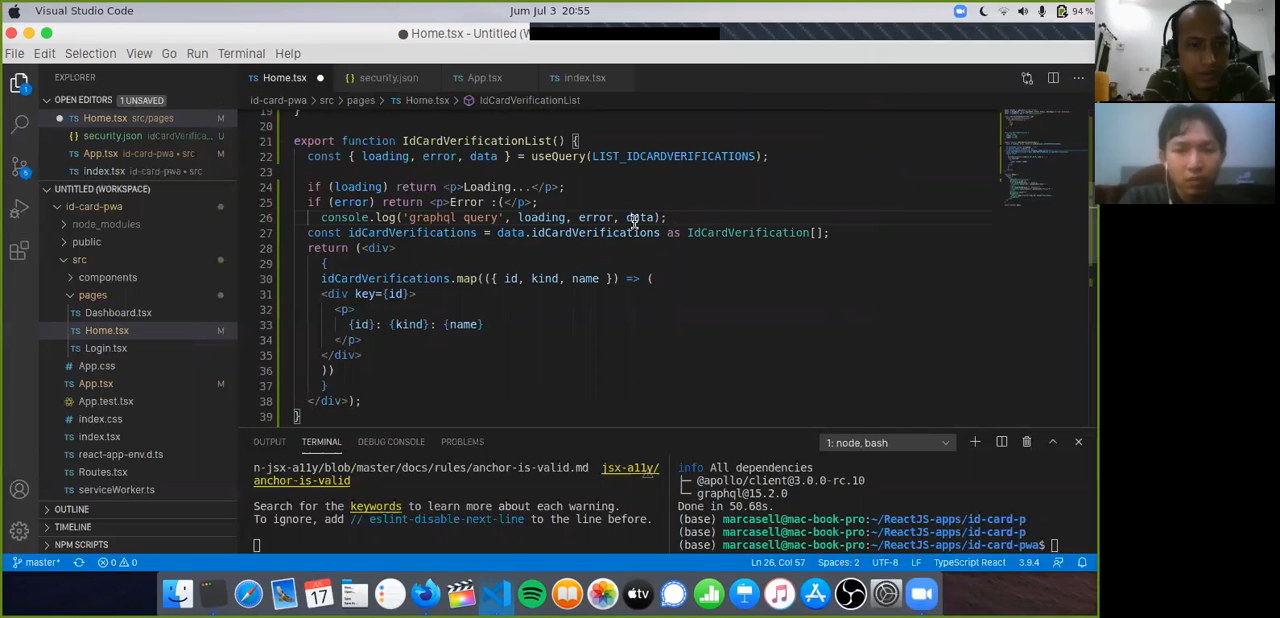 Visual Studio Code
Jum Jul 3 20:55
94 %
Home.tsx - Untitled (W
File Edit Selection View Go Run Terminal Help
EXPLORER
Home.tsx
security.json
App.tsx
index.tsx
OPEN EDITORS 1 UNSAVED
id-card-pwa > src > pages > Home.tsx > IdCardVerificationList
Home.tsx src/pages M
security.json idCardVerifica...
App.tsx id-card-pwa • src M
index.tsx id-card-pwa • src
UNTITLED (WORKSPACE)
id-card-pwa
node_modules
public
src
components
pages
Dashboard.tsx
Home.tsx M
Login.tsx
App.css
App.tsx M
App.test.tsx
index.css
index.tsx
react-app-env.d.ts
Routes.tsx
serviceWorker.ts
OUTLINE
TIMELINE
NPM SCRIPTS
1
5
19 }
20
21 export function IdCardVerificationList() {
22 const { loading, error, data } = useQuery(LIST_IDCARDVERIFICATIONS);
23
24 if (loading) return <p>Loading...</p>;
25 if (error) return <p>Error :(</p>;
26 console.log('graphql query', loading, error, data);
27 const idCardVerifications = data.idCardVerifications as IdCardVerification[];
28 return (<div>
29 {
30 idCardVerifications.map(({ id, kind, name }) => (
31 <div key={id}>
32 <p>
33 {id}: {kind}: {name}
34 </p>
35 </div>
36 ))
37 }
38 </div>);
39 }
OUTPUT TERMINAL DEBUG CONSOLE PROBLEMS
1: node, bash
n-jsx-a11y/blob/master/docs/rules/anchor-is-valid.md jsx-a11y/
anchor-is-valid
Search for the keywords to learn more about each warning.
To ignore, add // eslint-disable-next-line to the line before.
info All dependencies
├─ @apollo/client@3.0.0-rc.10
└─ graphql@15.2.0
Done in 50.68s.
(base) marcasell@mac-book-pro:~/ReactJS-apps/id-card-p
(base) marcasell@mac-book-pro:~/ReactJS-apps/id-card-p
(base) marcasell@mac-book-pro:~/ReactJS-apps/id-card-pwa$
master* 0 0 Ln 26, Col 57 Spaces: 2 UTF-8 LF TypeScript React 3.9.4
17
tv